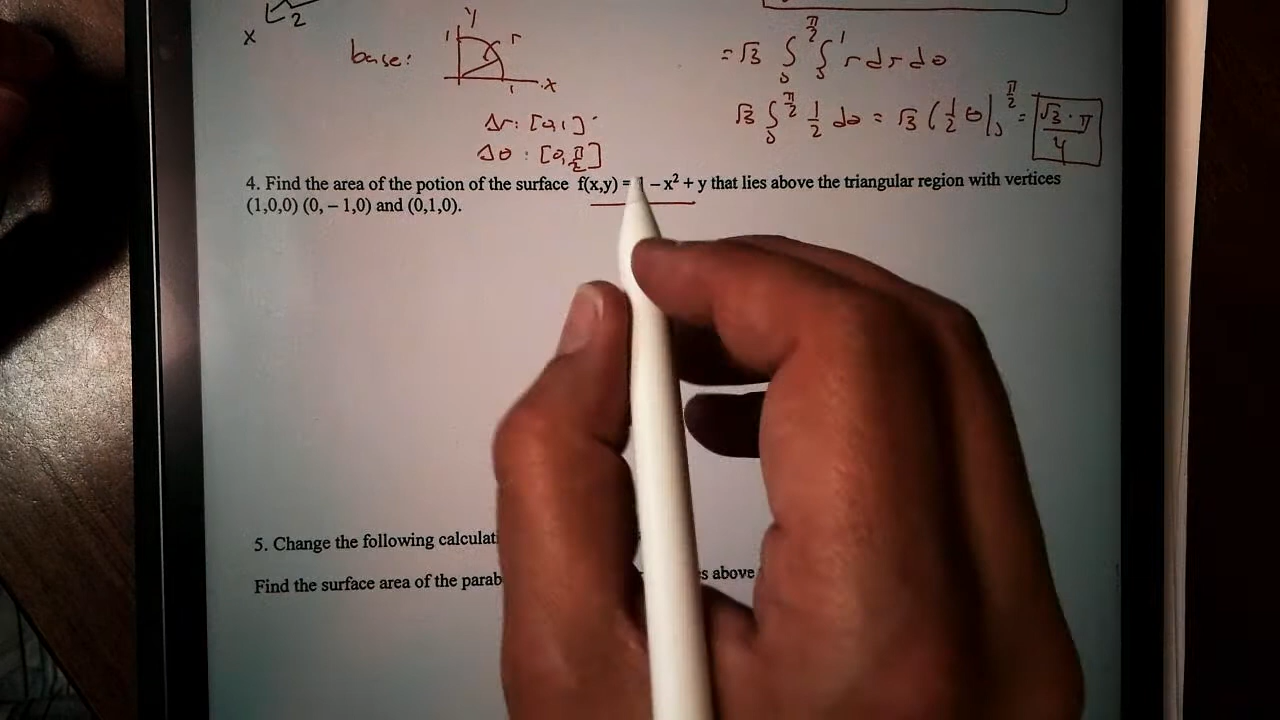 x 2
base: 1 y r 1 x
Δr: [0,1]
Δθ : [0, π/2]
= √3 ∫₀^(π/2) ∫₀^1 r dr dθ
√3 ∫₀^(π/2) 1/2 dθ = √3 (1/2 θ |₀^(π/2) = √3 · π / 4
4. Find the area of the potion of the surface f(x,y) = 1 – x² + y that lies above the triangular region with vertices
(1,0,0) (0, – 1,0) and (0,1,0).
5. Change the following
Find the surface area of the above